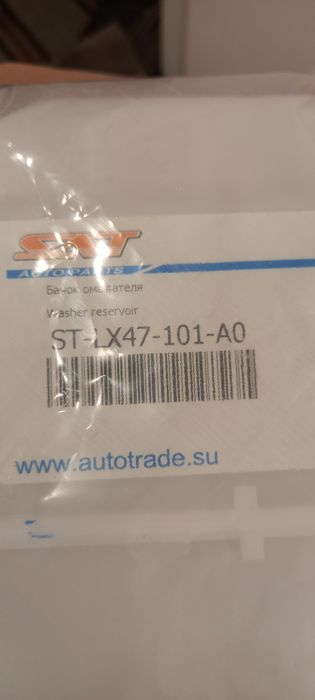 SAT
AUTOPARTS
Бачок омывателя
Washer reservoir
ST-LX47-101-A0
www.autotrade.su